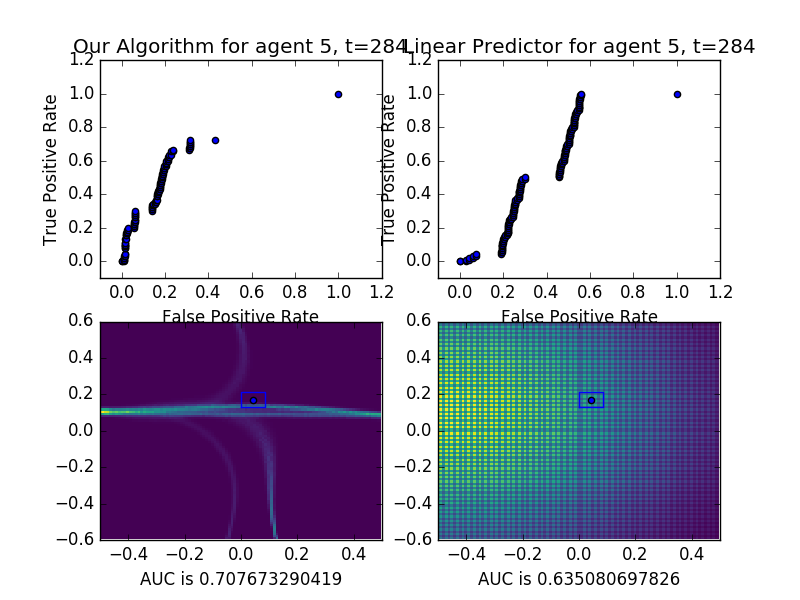 Our Algorithm for agent 5, t=284
Linear Predictor for agent 5, t=284
True Positive Rate
1.2
1.0
0.8
0.6
0.4
0.2
0.0
0.0 0.2 0.4 0.6 0.8 1.0 1.2
False Positive Rate
True Positive Rate
1.2
1.0
0.8
0.6
0.4
0.2
0.0
0.0 0.2 0.4 0.6 0.8 1.0 1.2
False Positive Rate
0.6
0.4
0.2
0.0
−0.2
−0.4
−0.6
−0.4 −0.2 0.0 0.2 0.4
AUC is 0.707673290419
0.6
0.4
0.2
0.0
−0.2
−0.4
−0.6
−0.4 −0.2 0.0 0.2 0.4
AUC is 0.635080697826